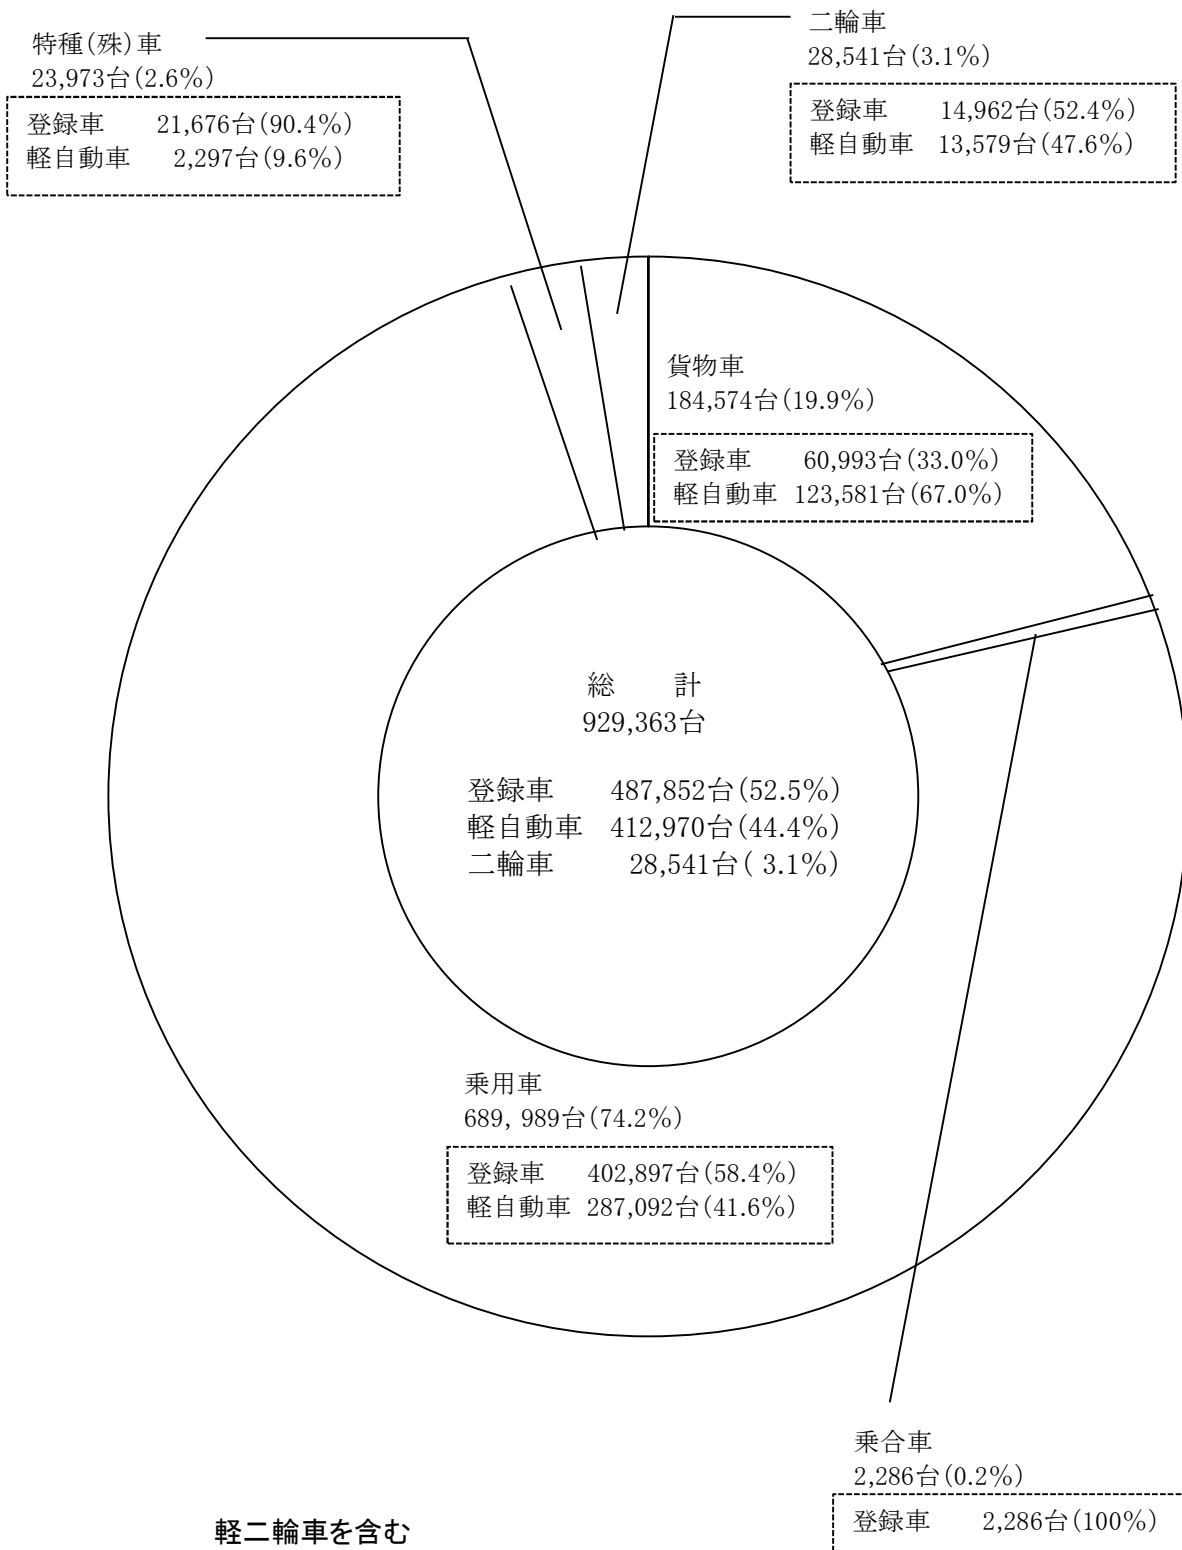 特種(殊)車
23,973台(2.6%)
登録車 21,676台(90.4%)
軽自動車 2,297台(9.6%)
二輪車
28,541台(3.1%)
登録車 14,962台(52.4%)
軽自動車 13,579台(47.6%)
貨物車
184,574台(19.9%)
登録車 60,993台(33.0%)
軽自動車 123,581台(67.0%)
総 計
929,363台
登録車 487,852台(52.5%)
軽自動車 412,970台(44.4%)
二輪車 28,541台( 3.1%)
乗用車
689, 989台(74.2%)
登録車 402,897台(58.4%)
軽自動車 287,092台(41.6%)
乗合車
2,286台(0.2%)
登録車 2,286台(100%)
軽二輪車を含む